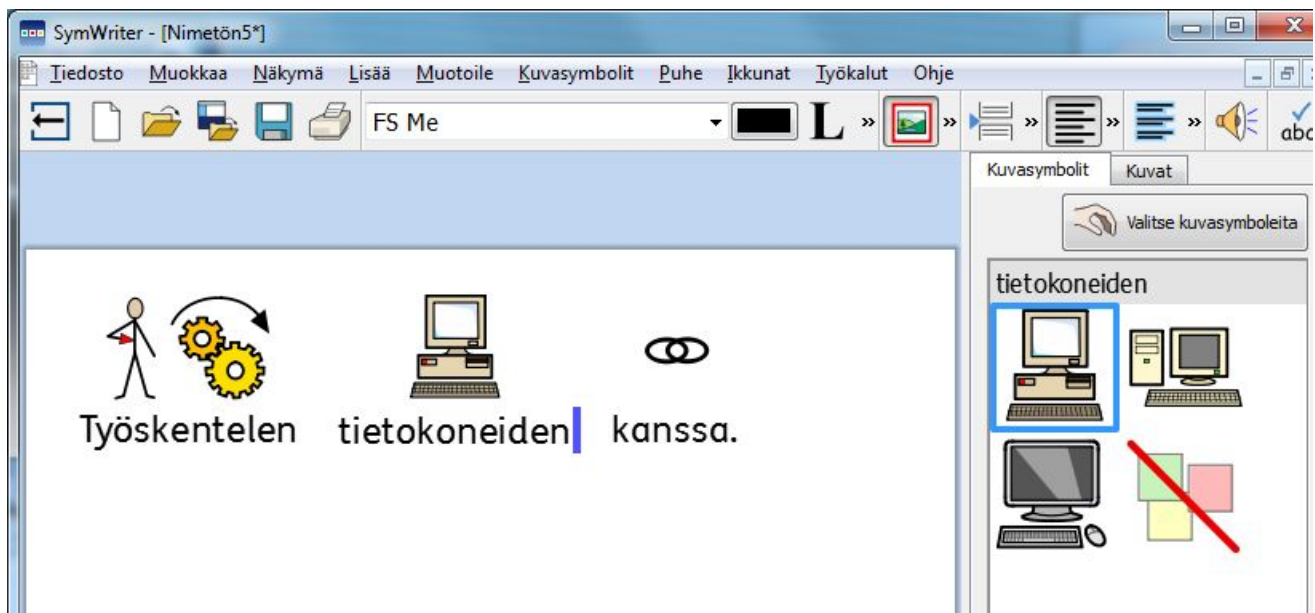 SymWriter - [Nimetön5*]
Tiedosto Muokkaa Näkymä Lisää Muotoile Kuvasymbolit Puhe Ikkunat Työkalut Ohje
FS Me L » » » » » abc
Kuvasymbolit Kuvat
Valitse kuvasymboleita
tietokoneiden
Työskentelen tietokoneiden kanssa.